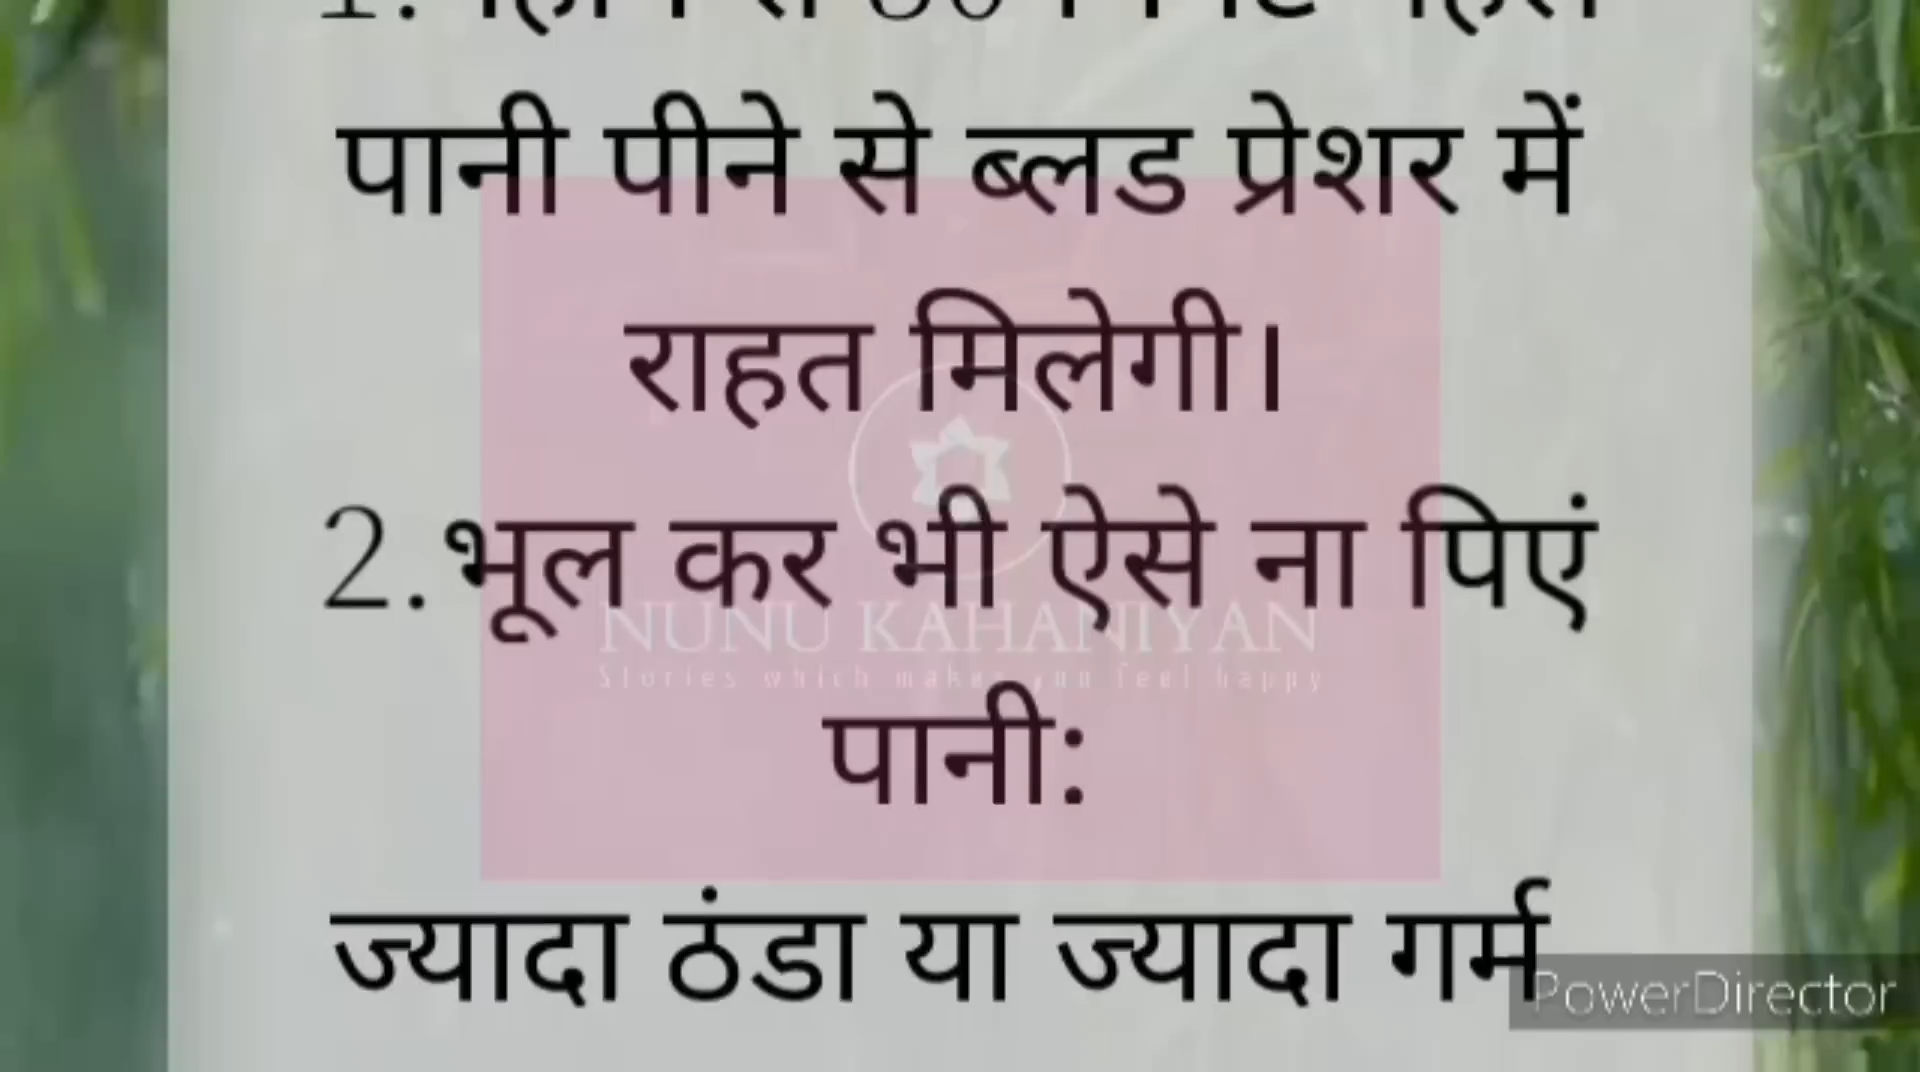 पानी पीने से ब्लड प्रेशर में
राहत मिलेगी।
2. भूल कर भी ऐसे ना पिएं
NUNU KAHANIYAN
Stories which make you feel happy
पानी:
ज्यादा ठंडा या ज्यादा गर्म
PowerDirector